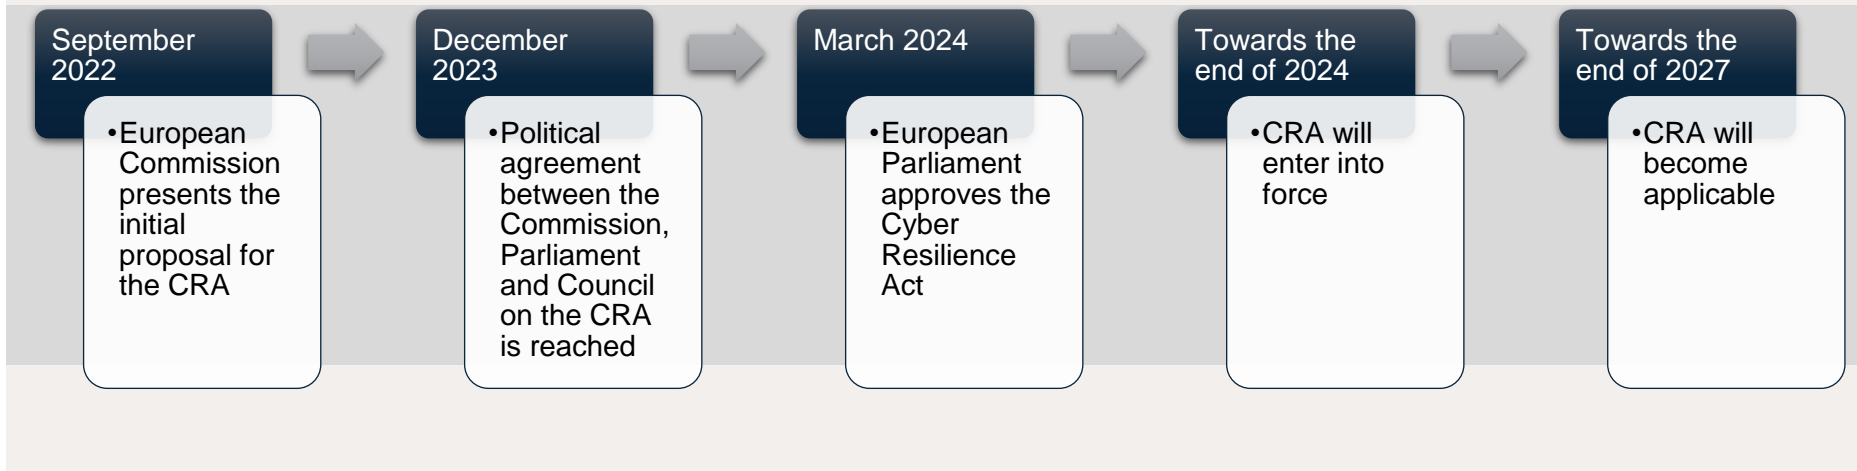 September
2022
•European
Commission
presents the
initial
proposal for
the CRA
December
2023
•Political
agreement
between the
Commission,
Parliament
and Council
on the CRA
is reached
March 2024
•European
Parliament
approves the
Cyber
Resilience
Act
Towards the
end of 2024
•CRA will
enter into
force
Towards the
end of 2027
•CRA will
become
applicable